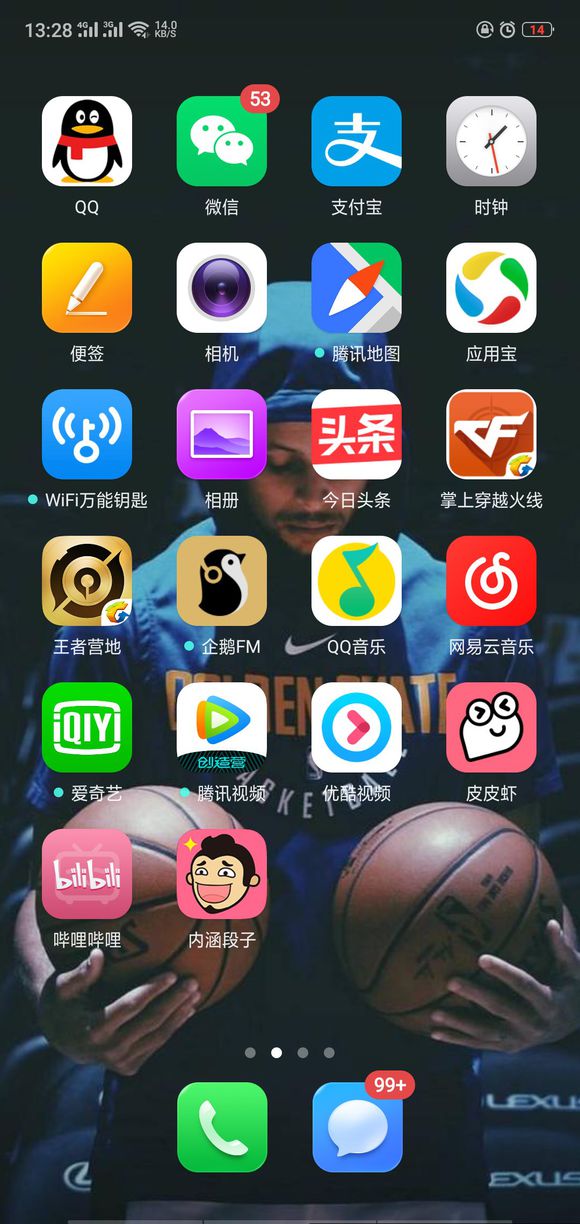 13:28 4G 3G 14.0 KB/S 14
53
QQ 微信 支付宝 时钟
便签 相机 腾讯地图 应用宝
头条
WiFi万能钥匙 相册 今日头条 掌上穿越火线
王者营地 企鹅FM QQ音乐 网易云音乐
GOLDEN STATE
iQIYI 创造营
BASKETBALL
爱奇艺 腾讯视频 优酷视频 皮皮虾
bilibili
哔哩哔哩 内涵段子
99+
LEXUS
LEXUS